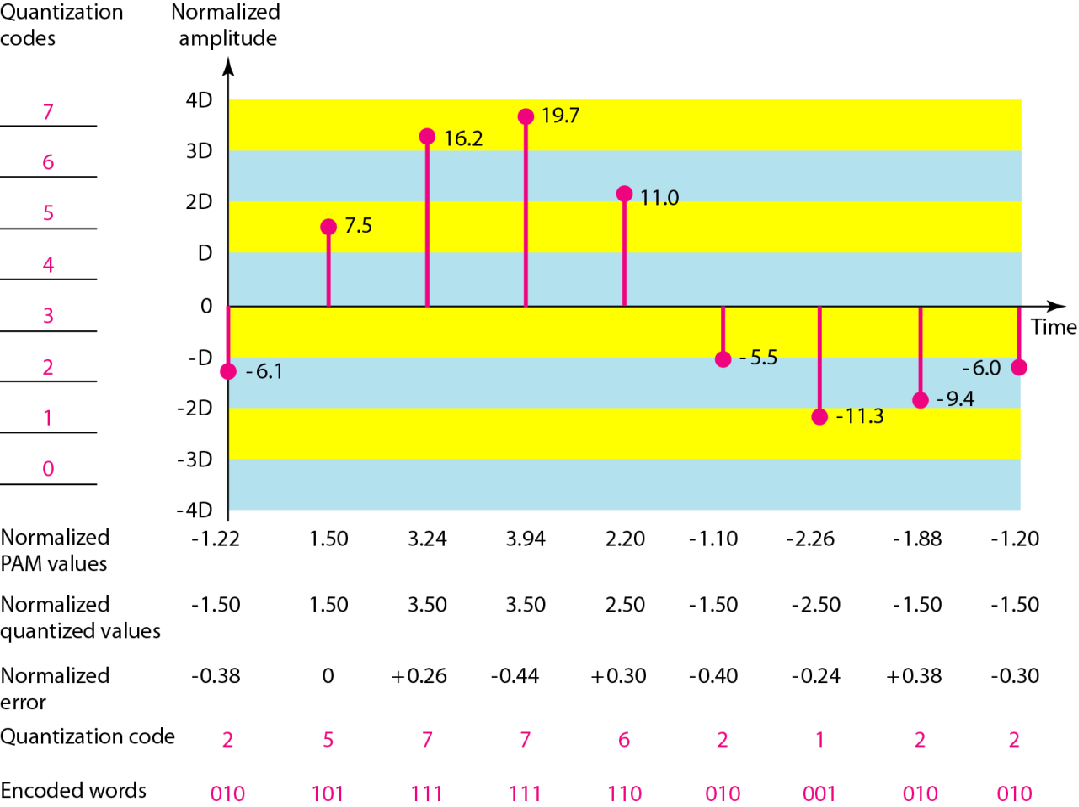 Quantization codes
Normalized amplitude
7
6
5
4
3
2
1
0
4D
3D
2D
D
0
-D
-2D
-3D
-4D
-6.1
7.5
16.2
19.7
11.0
-5.5
-11.3
-9.4
-6.0
Time
Normalized PAM values -1.22 1.50 3.24 3.94 2.20 -1.10 -2.26 -1.88 -1.20
Normalized quantized values -1.50 1.50 3.50 3.50 2.50 -1.50 -2.50 -1.50 -1.50
Normalized error -0.38 0 +0.26 -0.44 +0.30 -0.40 -0.24 +0.38 -0.30
Quantization code 2 5 7 7 6 2 1 2 2
Encoded words 010 101 111 111 110 010 001 010 010